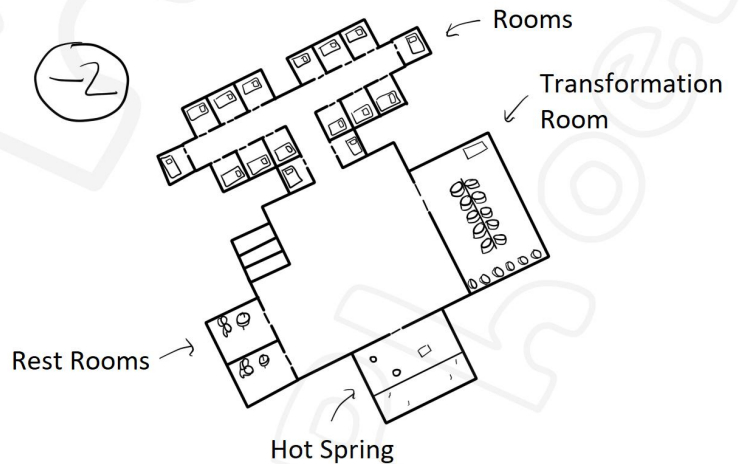 -2
Rooms
Transformation
Room
Rest Rooms
Hot Spring